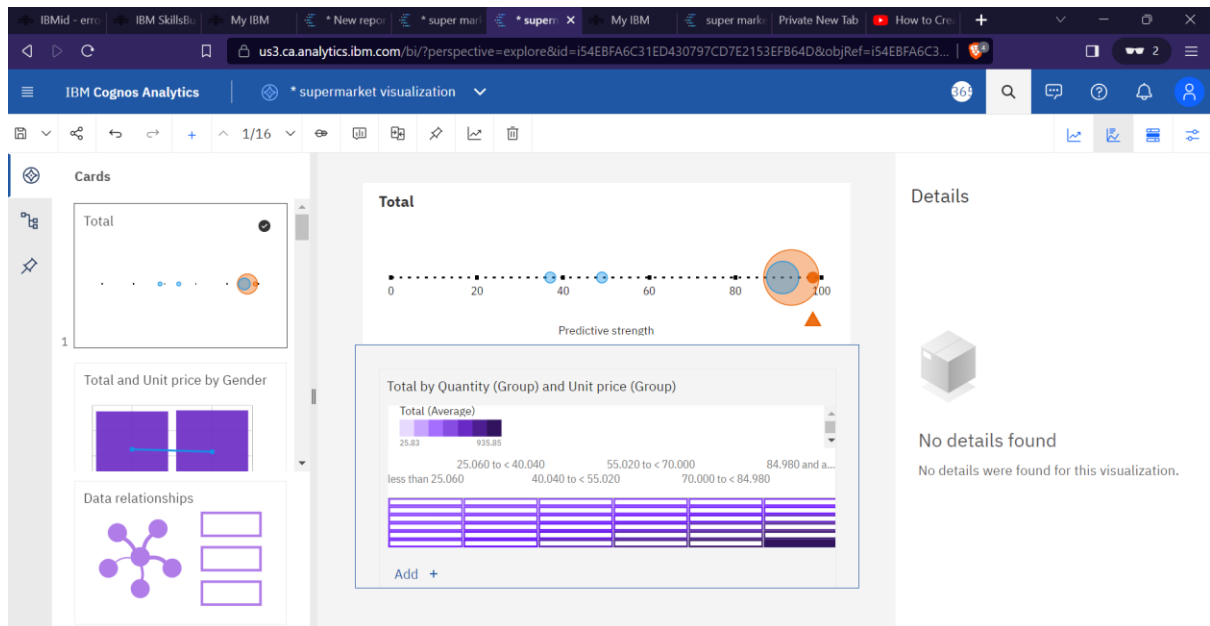 IBMid - erro
IBM SkillsBu
My IBM
* New repor
* super mark
* superm
My IBM
super marke
Private New Tab
How to Cre
us3.ca.analytics.ibm.com/bi/?perspective=explore&id=i54EBFA6C31ED430797CD7E2153EFB64D&objRef=i54EBFA6C3...
2
IBM Cognos Analytics
* supermarket visualization
365
1/16
Cards
Total
1
Total and Unit price by Gender
Data relationships
Total
0 20 40 60 80 100
Predictive strength
Total by Quantity (Group) and Unit price (Group)
Total (Average)
25.83 935.85
25.060 to < 40.040 55.020 to < 70.000 84.980 and a...
less than 25.060 40.040 to < 55.020 70.000 to < 84.980
Add +
Details
No details found
No details were found for this visualization.